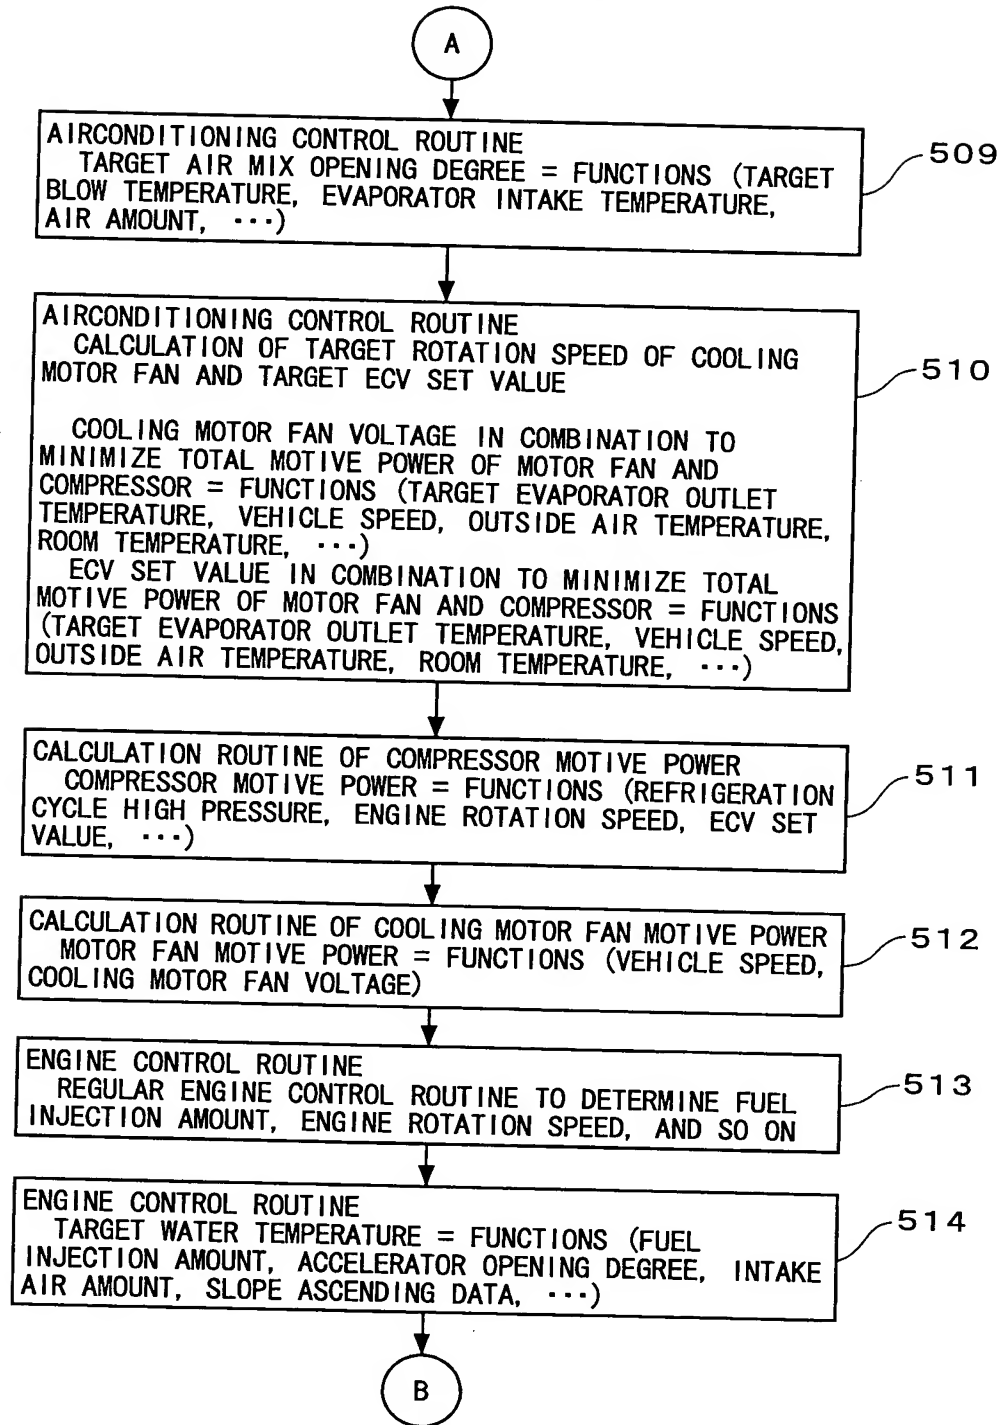 A
AIRCONDITIONING CONTROL ROUTINE
TARGET AIR MIX OPENING DEGREE = FUNCTIONS (TARGET
BLOW TEMPERATURE, EVAPORATOR INTAKE TEMPERATURE,
AIR AMOUNT, ···)
509
AIRCONDITIONING CONTROL ROUTINE
CALCULATION OF TARGET ROTATION SPEED OF COOLING
MOTOR FAN AND TARGET ECV SET VALUE
510
COOLING MOTOR FAN VOLTAGE IN COMBINATION TO
MINIMIZE TOTAL MOTIVE POWER OF MOTOR FAN AND
COMPRESSOR = FUNCTIONS (TARGET EVAPORATOR OUTLET
TEMPERATURE, VEHICLE SPEED, OUTSIDE AIR TEMPERATURE,
ROOM TEMPERATURE, ···)
ECV SET VALUE IN COMBINATION TO MINIMIZE TOTAL
MOTIVE POWER OF MOTOR FAN AND COMPRESSOR = FUNCTIONS
(TARGET EVAPORATOR OUTLET TEMPERATURE, VEHICLE SPEED,
OUTSIDE AIR TEMPERATURE, ROOM TEMPERATURE, ···)
CALCULATION ROUTINE OF COMPRESSOR MOTIVE POWER
COMPRESSOR MOTIVE POWER = FUNCTIONS (REFRIGERATION
CYCLE HIGH PRESSURE, ENGINE ROTATION SPEED, ECV SET
VALUE, ···)
511
CALCULATION ROUTINE OF COOLING MOTOR FAN MOTIVE POWER
MOTOR FAN MOTIVE POWER = FUNCTIONS (VEHICLE SPEED,
COOLING MOTOR FAN VOLTAGE)
512
ENGINE CONTROL ROUTINE
REGULAR ENGINE CONTROL ROUTINE TO DETERMINE FUEL
INJECTION AMOUNT, ENGINE ROTATION SPEED, AND SO ON
513
ENGINE CONTROL ROUTINE
TARGET WATER TEMPERATURE = FUNCTIONS (FUEL
INJECTION AMOUNT, ACCELERATOR OPENING DEGREE, INTAKE
AIR AMOUNT, SLOPE ASCENDING DATA, ···)
514
B